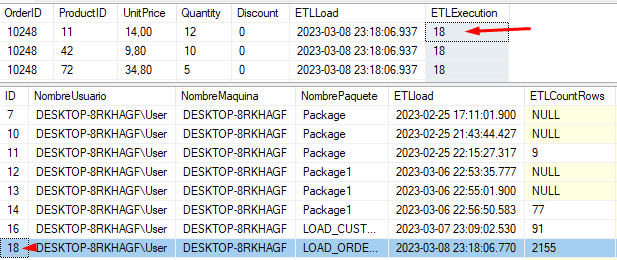 OrderID ProductID UnitPrice Quantity Discount ETLLoad ETLExecution
10248 11 14,00 12 0 2023-03-08 23:18:06.937 18
10248 42 9,80 10 0 2023-03-08 23:18:06.937 18
10248 72 34,80 5 0 2023-03-08 23:18:06.937 18
ID NombreUsuario NombreMaquina NombrePaquete ETLload ETLCountRows
7 DESKTOP-8RKHAGF\User DESKTOP-8RKHAGF Package 2023-02-25 17:11:01.900 NULL
10 DESKTOP-8RKHAGF\User DESKTOP-8RKHAGF Package 2023-02-25 21:43:44.427 NULL
11 DESKTOP-8RKHAGF\User DESKTOP-8RKHAGF Package 2023-02-25 22:15:27.317 9
12 DESKTOP-8RKHAGF\User DESKTOP-8RKHAGF Package1 2023-03-06 22:53:35.777 NULL
13 DESKTOP-8RKHAGF\User DESKTOP-8RKHAGF Package1 2023-03-06 22:55:01.900 NULL
14 DESKTOP-8RKHAGF\User DESKTOP-8RKHAGF Package1 2023-03-06 22:56:50.583 77
16 DESKTOP-8RKHAGF\User DESKTOP-8RKHAGF LOAD_CUST... 2023-03-07 23:09:02.530 91
18 DESKTOP-8RKHAGF\User DESKTOP-8RKHAGF LOAD_ORDE... 2023-03-08 23:18:06.770 2155